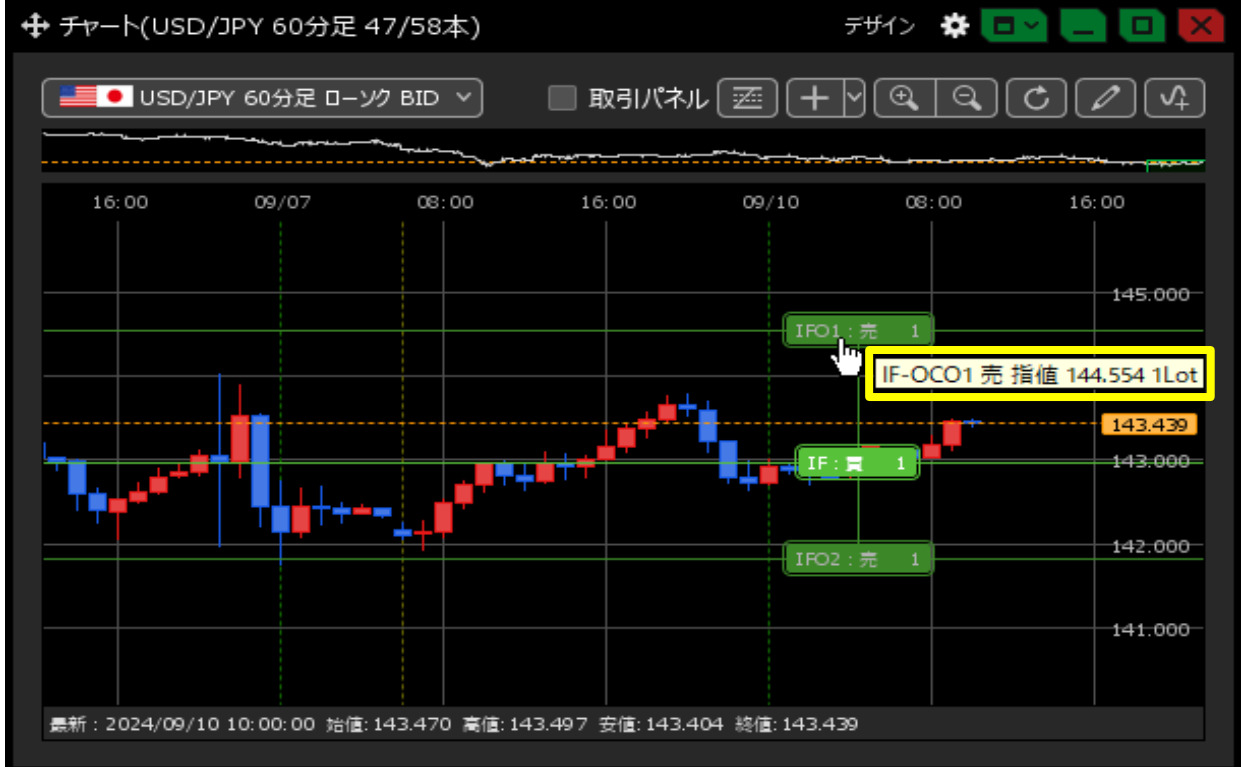 チャート(USD/JPY 60分足 47/58本) デザイン
USD/JPY 60分足 ローソク BID 取引パネル
16:00 09/07 08:00 16:00 09/10 08:00 16:00
145.000
IFO1:売 1
IF-OCO1 売 指値 144.554 1Lot
143.439
IF:買 1
143.000
142.000
IFO2:売 1
141.000
最新:2024/09/10 10:00:00 始値:143.470 高値:143.497 安値:143.404 終値:143.439